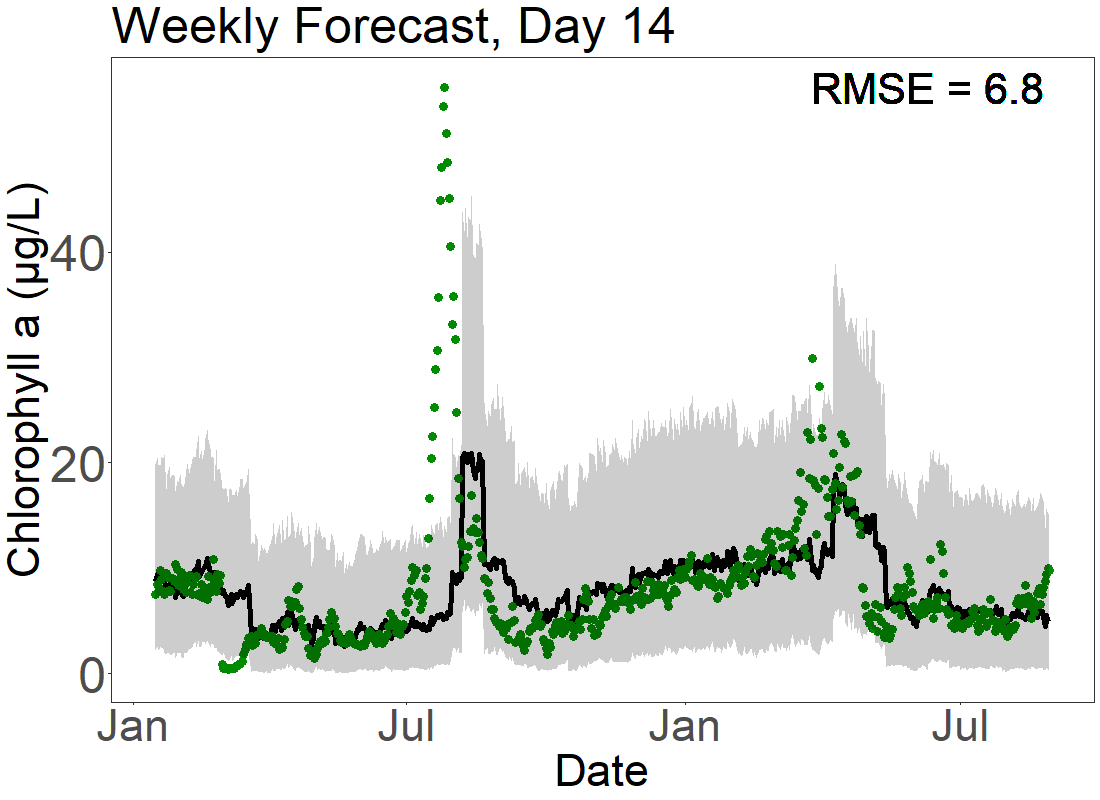 Weekly Forecast, Day 14
RMSE = 6.8
Chlorophyll a (μg/L)
40
20
0
Jan
Jul
Jan
Jul
Date